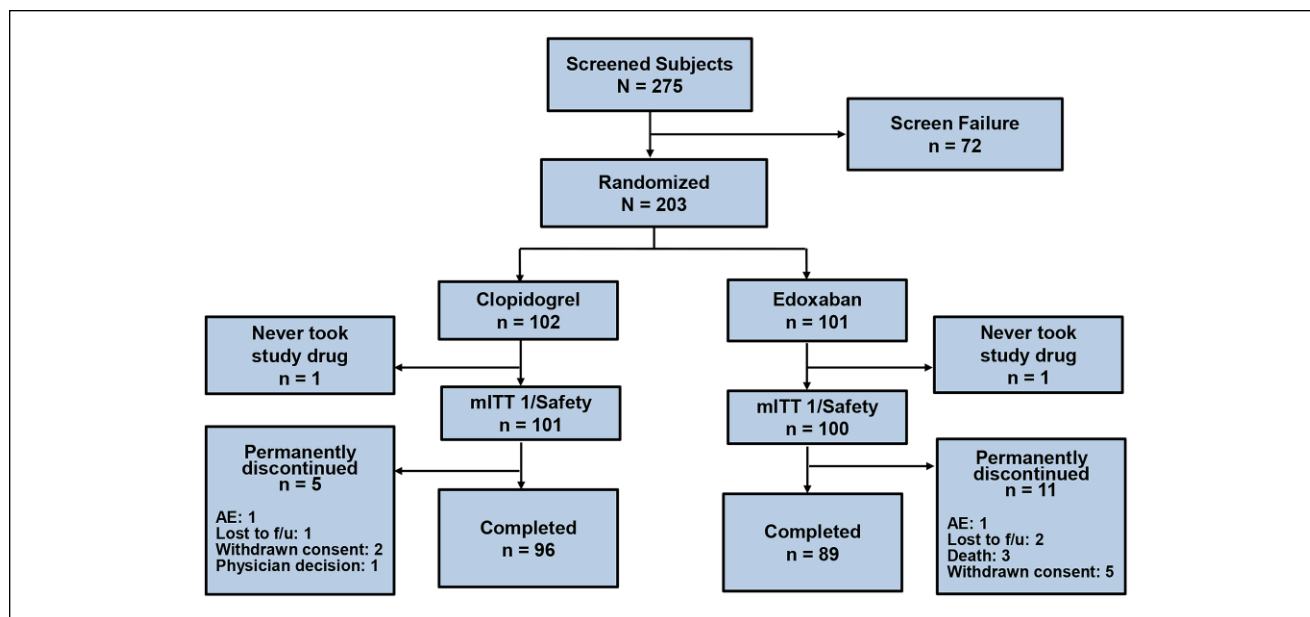 Screened Subjects
N = 275
Screen Failure
n = 72
Randomized
N = 203
Clopidogrel
n = 102
Edoxaban
n = 101
Never took
study drug
n = 1
Never took
study drug
n = 1
mITT 1/Safety
n = 101
mITT 1/Safety
n = 100
Permanently
discontinued
n = 5
AE: 1
Lost to f/u: 1
Withdrawn consent: 2
Physician decision: 1
Completed
n = 96
Completed
n = 89
Permanently
discontinued
n = 11
AE: 1
Lost to f/u: 2
Death: 3
Withdrawn consent: 5